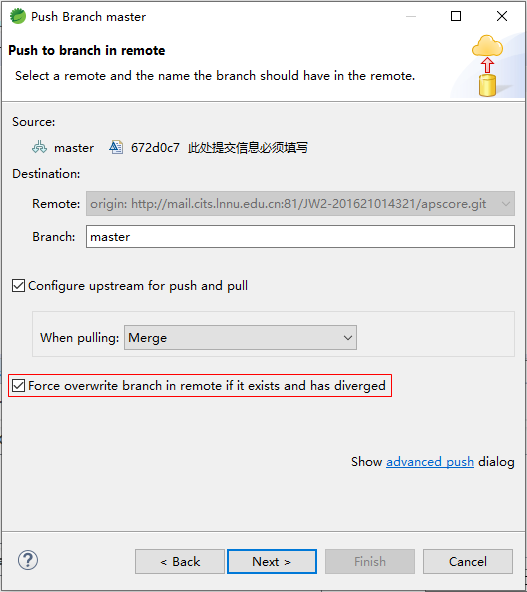 Push Branch master
Push to branch in remote
Select a remote and the name the branch should have in the remote.
Source:
master 672d0c7 此处提交信息必须填写
Destination:
Remote: origin: http://mail.cits.lnnu.edu.cn:81/JW2-201621014321/apscore.git
Branch: master
Configure upstream for push and pull
When pulling: Merge
Force overwrite branch in remote if it exists and has diverged
Show advanced push dialog
? < Back Next > Finish Cancel